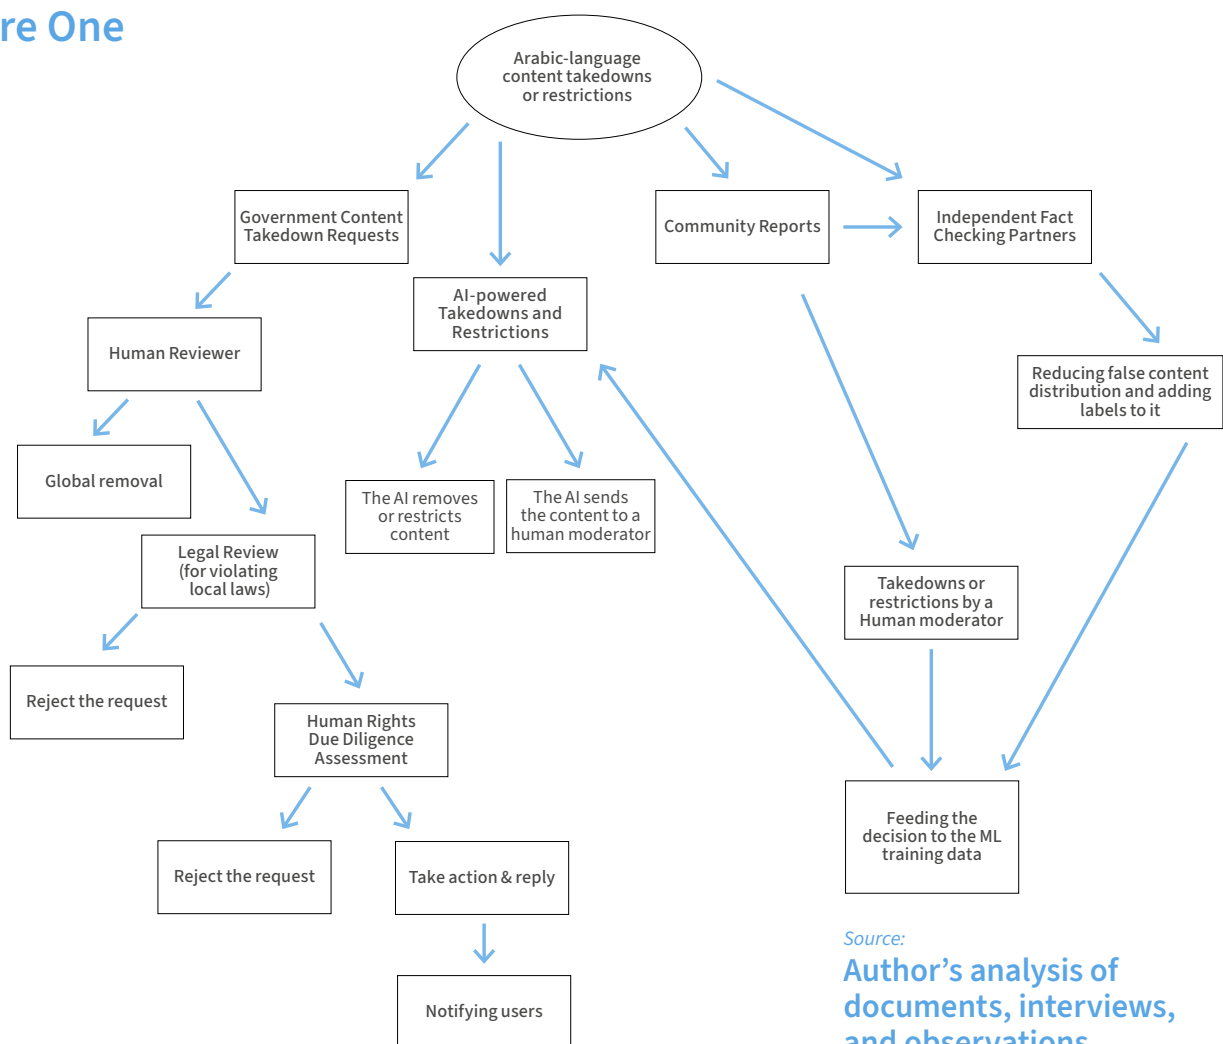 re One
Arabic-language
content takedowns
or restrictions
Government Content
Takedown Requests
Community Reports
Independent Fact
Checking Partners
AI-powered
Takedowns and
Restrictions
Human Reviewer
Reducing false content
distribution and adding
labels to it
Global removal
The AI removes
or restricts
content
The AI sends
the content to a
human moderator
Legal Review
(for violating
local laws)
Takedowns or
restrictions by a
Human moderator
Reject the request
Human Rights
Due Diligence
Assessment
Feeding the
decision to the ML
training data
Reject the request
Take action & reply
Notifying users
Source:
Author’s analysis of
documents, interviews,
and observations